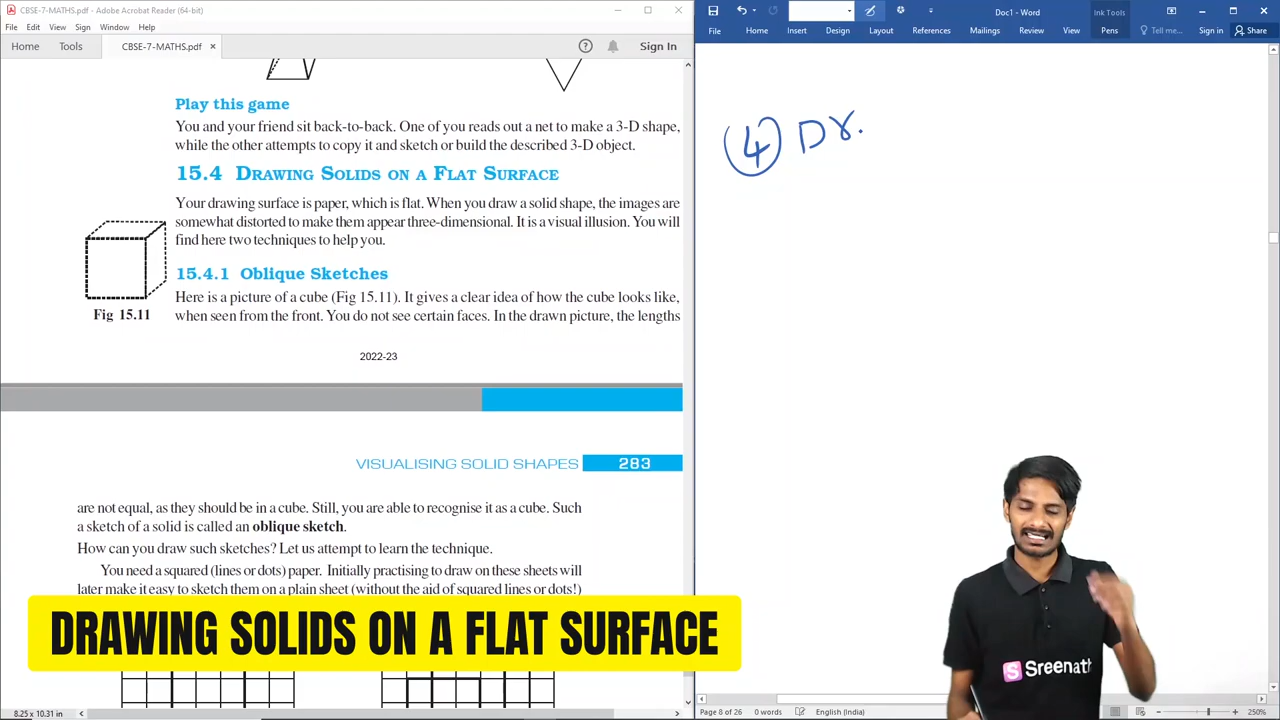 CBSE-7-MATHS.pdf - Adobe Acrobat Reader (64-bit)
File Edit View Sign Window Help
Home Tools CBSE-7-MATHS.pdf × Sign In
Play this game
You and your friend sit back-to-back. One of you reads out a net to make a 3-D shape,
while the other attempts to copy it and sketch or build the described 3-D object.
15.4 DRAWING SOLIDS ON A FLAT SURFACE
Your drawing surface is paper, which is flat. When you draw a solid shape, the images are
somewhat distorted to make them appear three-dimensional. It is a visual illusion. You will
find here two techniques to help you.
15.4.1 Oblique Sketches
Here is a picture of a cube (Fig 15.11). It gives a clear idea of how the cube looks like,
when seen from the front. You do not see certain faces. In the drawn picture, the lengths
Fig 15.11
2022-23
VISUALISING SOLID SHAPES 283
are not equal, as they should be in a cube. Still, you are able to recognise it as a cube. Such
a sketch of a solid is called an oblique sketch.
How can you draw such sketches? Let us attempt to learn the technique.
You need a squared (lines or dots) paper. Initially practising to draw on these sheets will
later make it easy to sketch them on a plain sheet (without the aid of squared lines or dots!)
DRAWING SOLIDS ON A FLAT SURFACE
8.25 x 10.31 in
Doc1 - Word Ink Tools
File Home Insert Design Layout References Mailings Review View Pens Tell me... Sign in Share
4 Dr.
Sreenath
Page 8 of 26 0 words English (India) 250%